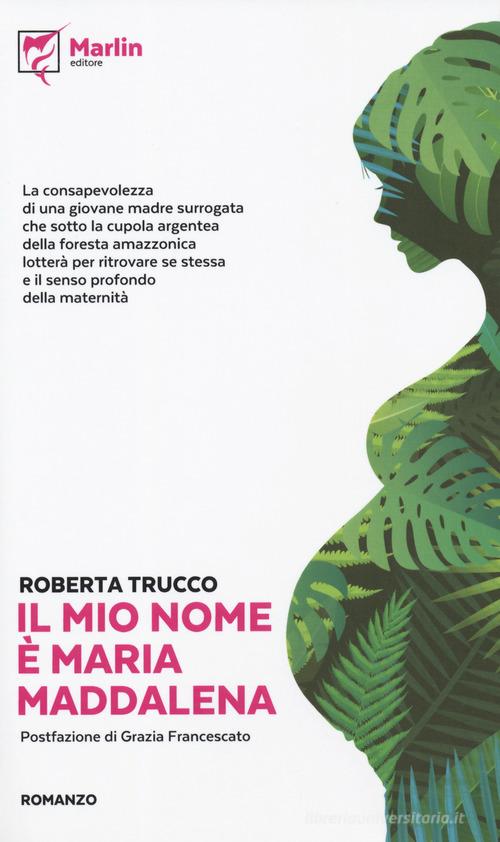 Marlin
editore
La consapevolezza
di una giovane madre surrogata
che sotto la cupola argentea
della foresta amazzonica
lotterà per ritrovare se stessa
e il senso profondo
della maternità
ROBERTA TRUCCO
IL MIO NOME
È MARIA
MADDALENA
Postfazione di Grazia Francescato
ROMANZO
libreriauniversitaria.it